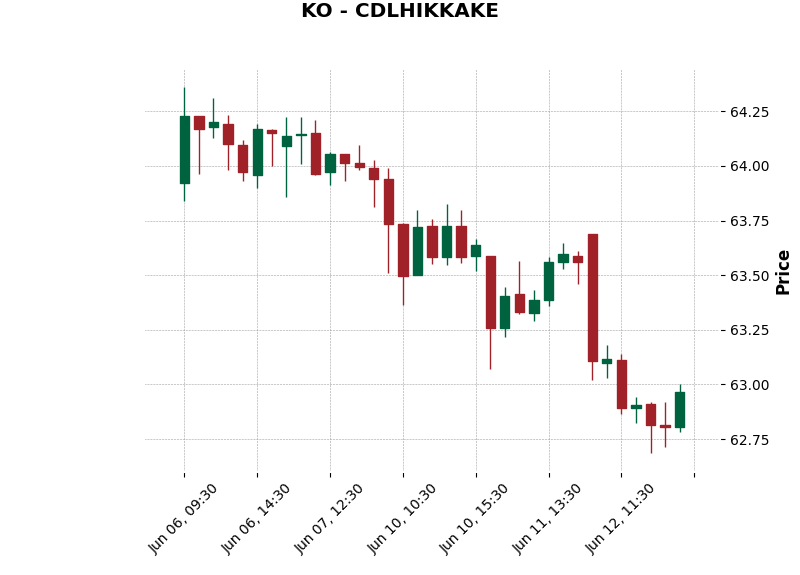 KO - CDLHIKKAKE
64.25
64.00
63.75
63.50
63.25
63.00
62.75
Price
Jun 06, 09:30
Jun 06, 14:30
Jun 07, 12:30
Jun 10, 10:30
Jun 10, 15:30
Jun 11, 13:30
Jun 12, 11:30